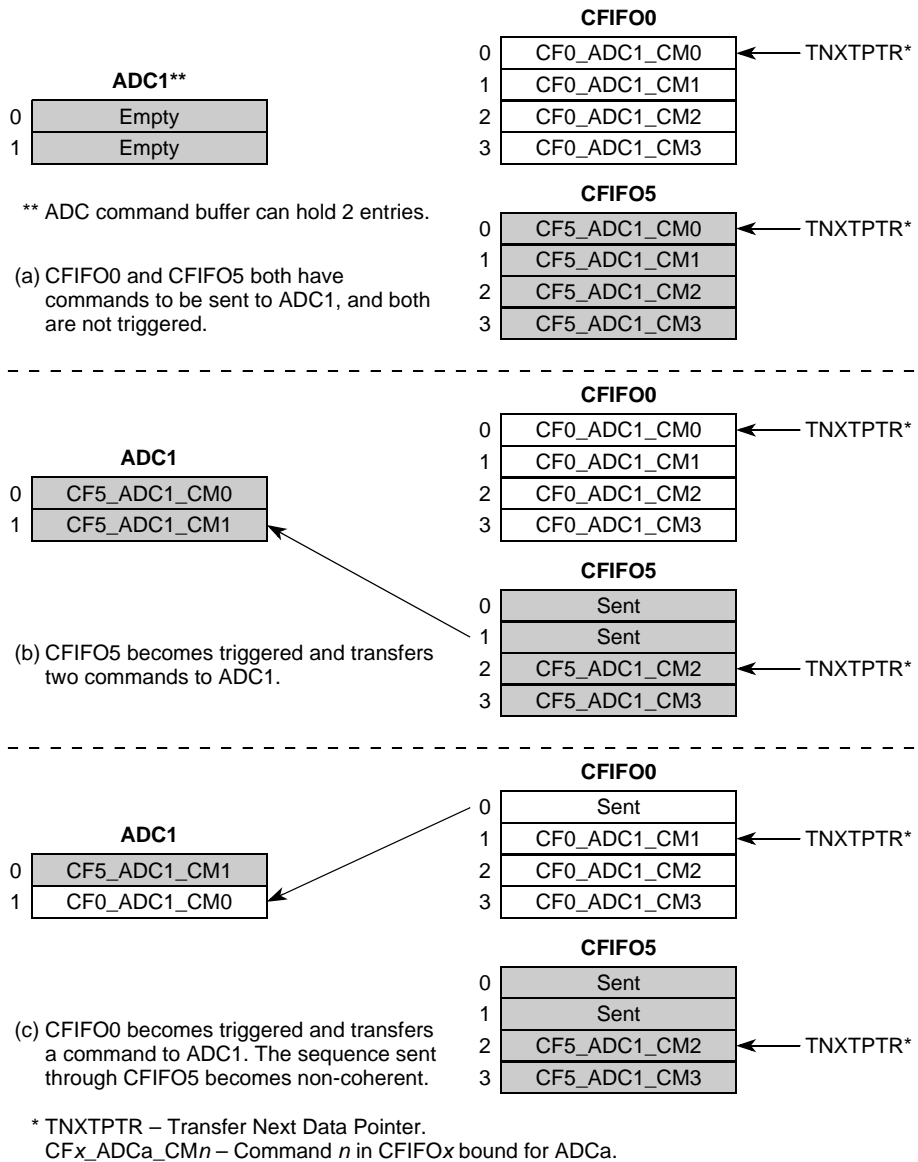 CFIFO0
0 CF0_ADC1_CM0 TNXTPTR*
ADC1**
1 CF0_ADC1_CM1
0 Empty
2 CF0_ADC1_CM2
1 Empty
3 CF0_ADC1_CM3
CFIFO5
** ADC command buffer can hold 2 entries.
0 CF5_ADC1_CM0 TNXTPTR*
1 CF5_ADC1_CM1
2 CF5_ADC1_CM2
3 CF5_ADC1_CM3
(a) CFIFO0 and CFIFO5 both have
commands to be sent to ADC1, and both
are not triggered.
CFIFO0
0 CF0_ADC1_CM0 TNXTPTR*
1 CF0_ADC1_CM1
2 CF0_ADC1_CM2
3 CF0_ADC1_CM3
ADC1
0 CF5_ADC1_CM0
1 CF5_ADC1_CM1
CFIFO5
0 Sent
1 Sent
2 CF5_ADC1_CM2 TNXTPTR*
3 CF5_ADC1_CM3
(b) CFIFO5 becomes triggered and transfers
two commands to ADC1.
CFIFO0
0 Sent
1 CF0_ADC1_CM1 TNXTPTR*
2 CF0_ADC1_CM2
3 CF0_ADC1_CM3
ADC1
0 CF5_ADC1_CM1
1 CF0_ADC1_CM0
CFIFO5
0 Sent
1 Sent
2 CF5_ADC1_CM2 TNXTPTR*
3 CF5_ADC1_CM3
(c) CFIFO0 becomes triggered and transfers
a command to ADC1. The sequence sent
through CFIFO5 becomes non-coherent.
* TNXTPTR – Transfer Next Data Pointer.
CFx_ADCa_CMn – Command n in CFIFOx bound for ADCa.